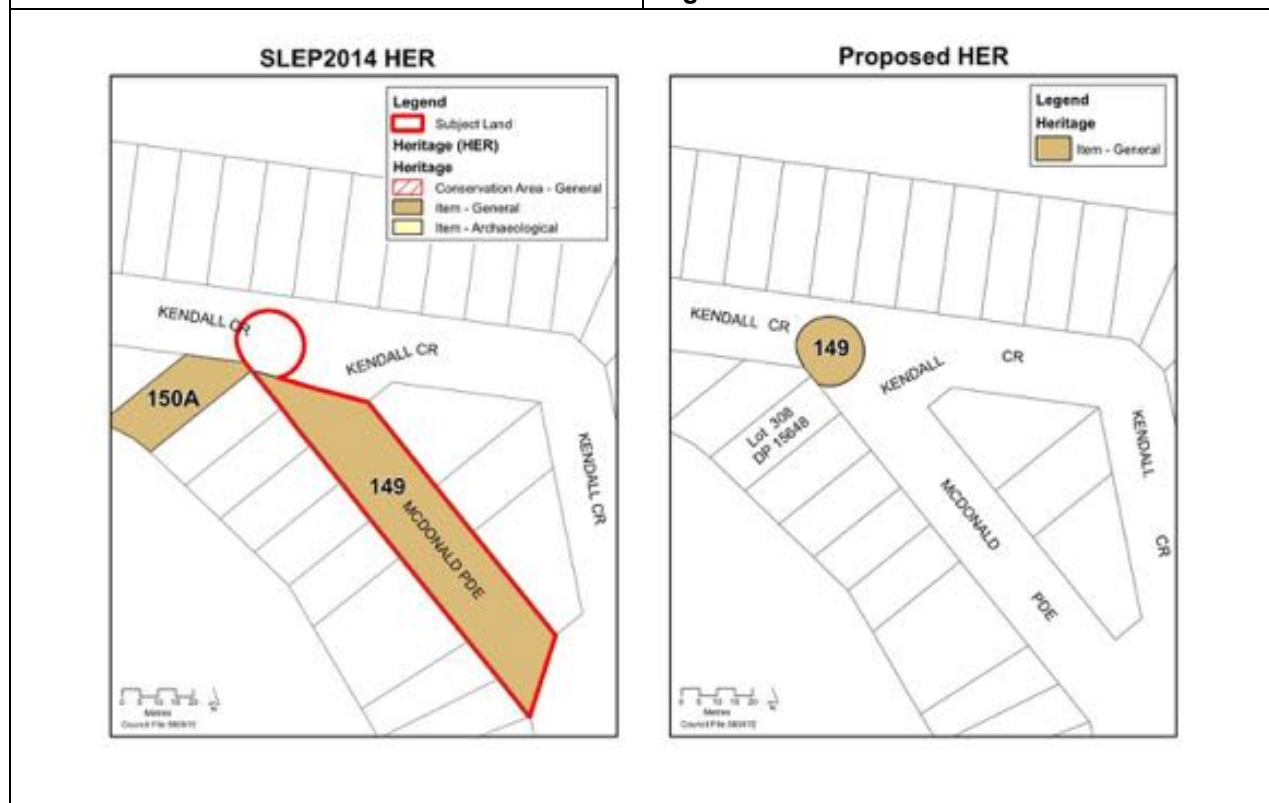 SLEP2014 HER
Legend
Subject Land
Heritage (HER)
Heritage
Conservation Area - General
Item - General
Item - Archaeological
KENDALL CR
KENDALL CR
150A
149
MCDONALD PDE
KENDALL CR
Metres
Proposed HER
Legend
Heritage
Item - General
KENDALL CR
149
KENDALL
CR
Lot 308
DP 15648
KENDALL
CR
MCDONALD
PDE
Metres